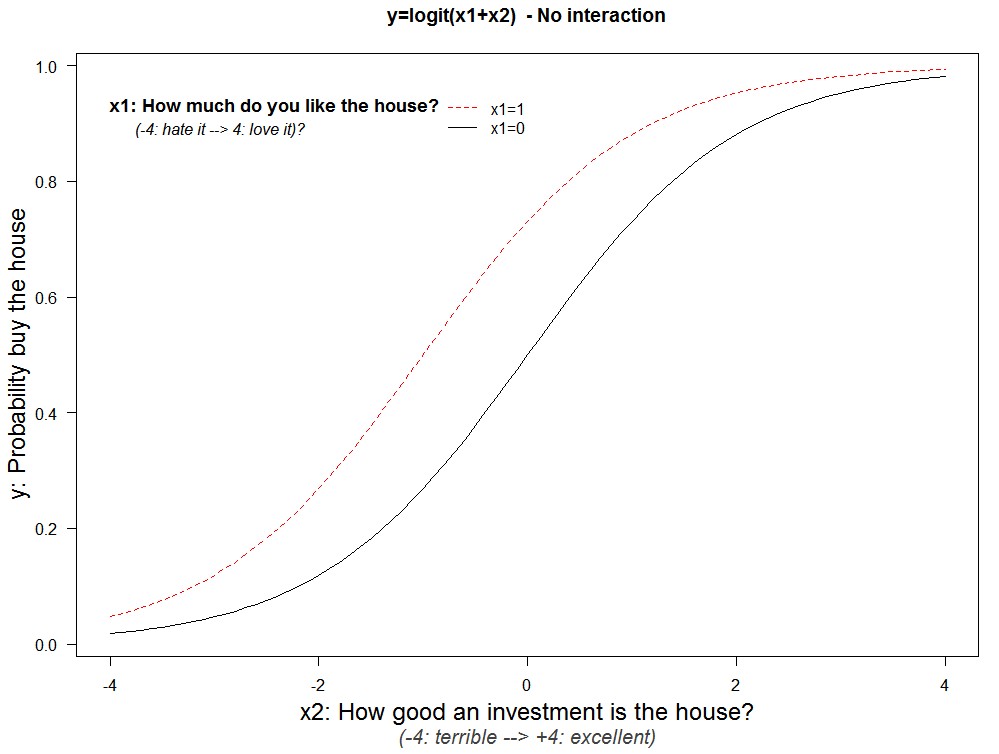 y=logit(x1+x2)  - No interaction
x1: How much do you like the house?
(-4: hate it --> 4: love it)?
x1=1
x1=0
y: Probability buy the house
1.0
0.8
0.6
0.4
0.2
0.0
-4
-2
0
2
4
x2: How good an investment is the house?
(-4: terrible --> +4: excellent)